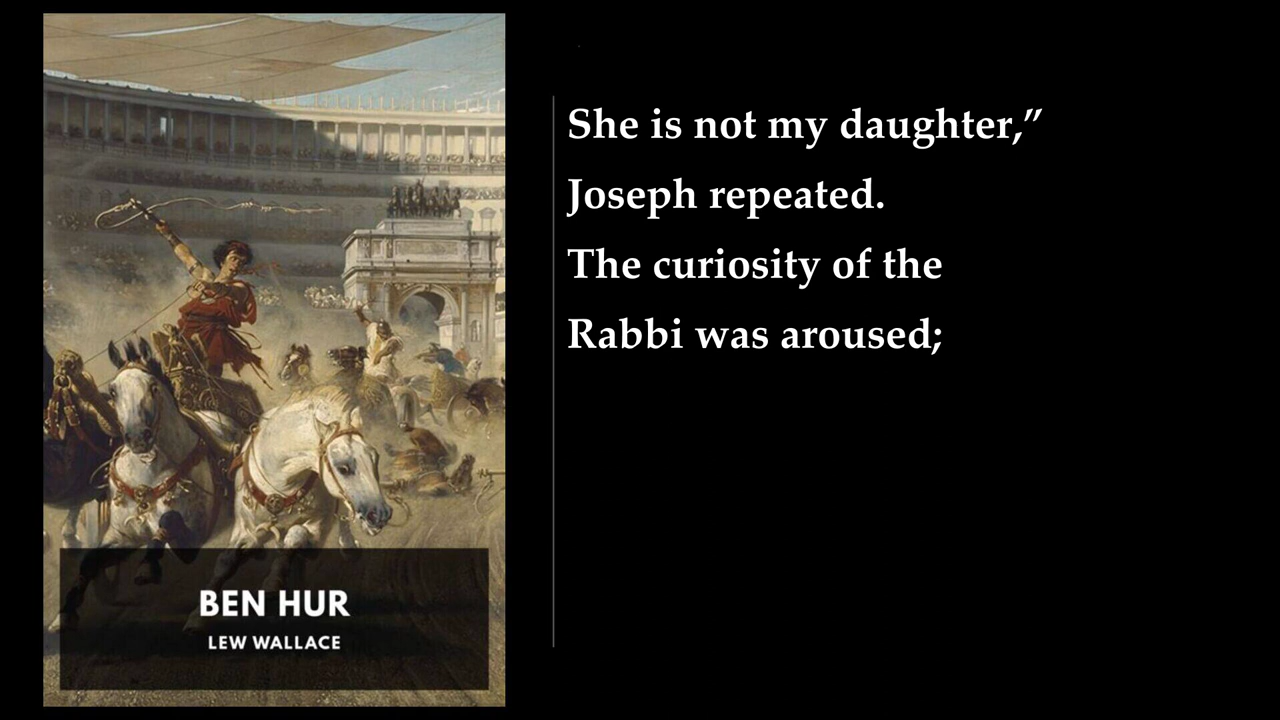 She is not my daughter,”
Joseph repeated.
The curiosity of the
Rabbi was aroused;
BEN HUR
LEW WALLACE